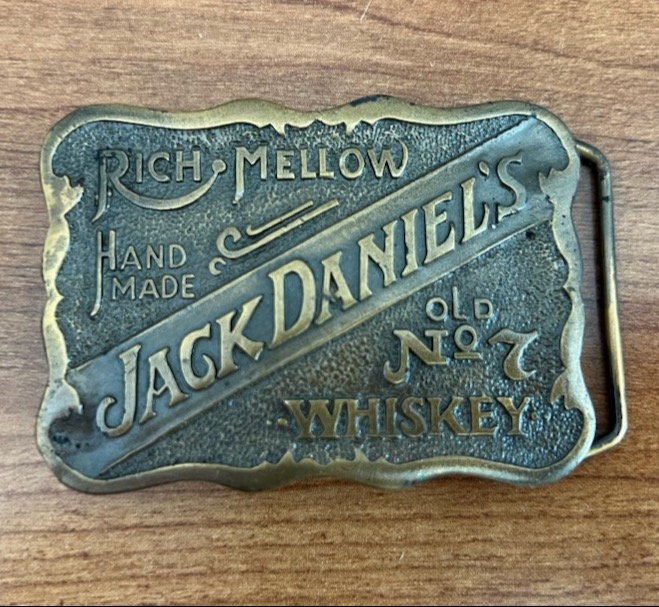 RICH·MELLOW
HAND
MADE
JACK DANIEL'S
OLD
No 7
WHISKEY